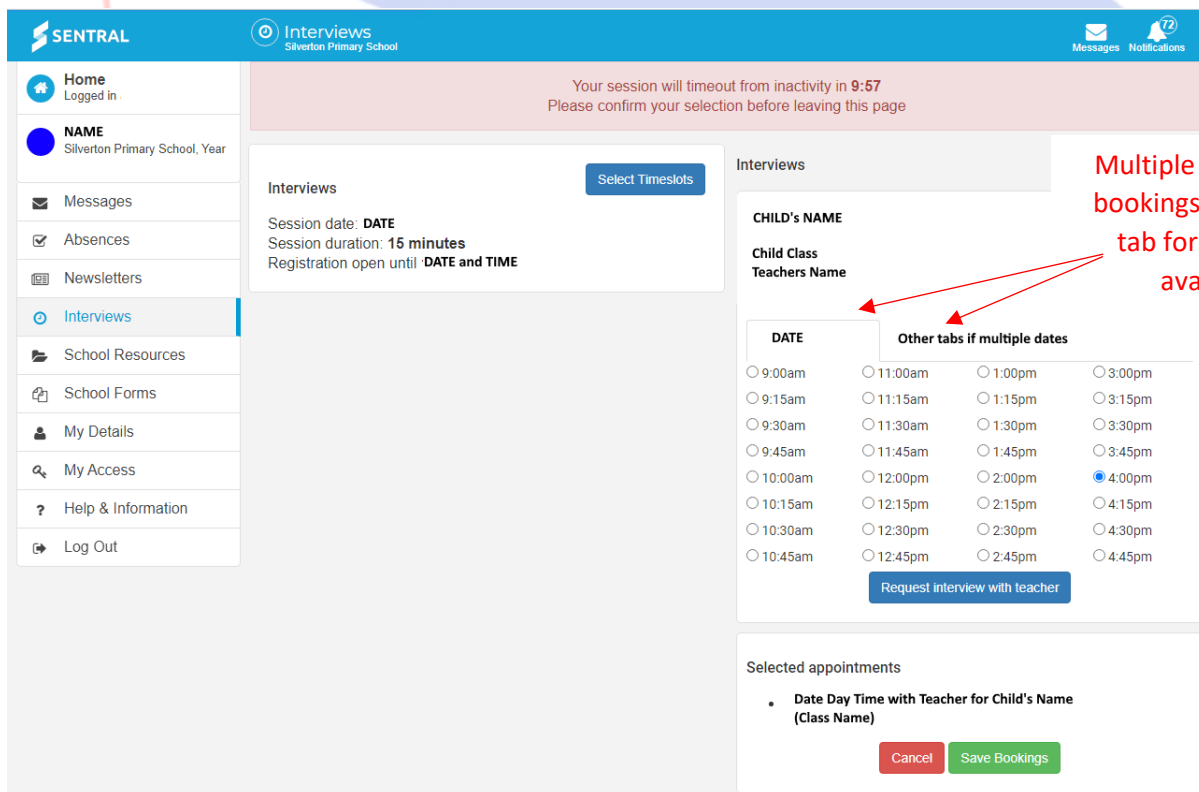 SENTRAL
Interviews
Silverton Primary School
72
Messages Notifications
Home
Logged in
NAME
Silverton Primary School, Year
Messages
Absences
Newsletters
Interviews
School Resources
School Forms
My Details
My Access
? Help & Information
Log Out
Your session will timeout from inactivity in 9:57
Please confirm your selection before leaving this page
Interviews
Select Timeslots
Session date: DATE
Session duration: 15 minutes
Registration open until DATE and TIME
Interviews
Multiple
bookings
tab for
ava
CHILD's NAME
Child Class
Teachers Name
DATE Other tabs if multiple dates
9:00am 11:00am 1:00pm 3:00pm
9:15am 11:15am 1:15pm 3:15pm
9:30am 11:30am 1:30pm 3:30pm
9:45am 11:45am 1:45pm 3:45pm
10:00am 12:00pm 2:00pm 4:00pm
10:15am 12:15pm 2:15pm 4:15pm
10:30am 12:30pm 2:30pm 4:30pm
10:45am 12:45pm 2:45pm 4:45pm
Request interview with teacher
Selected appointments
• Date Day Time with Teacher for Child's Name
(Class Name)
Cancel Save Bookings